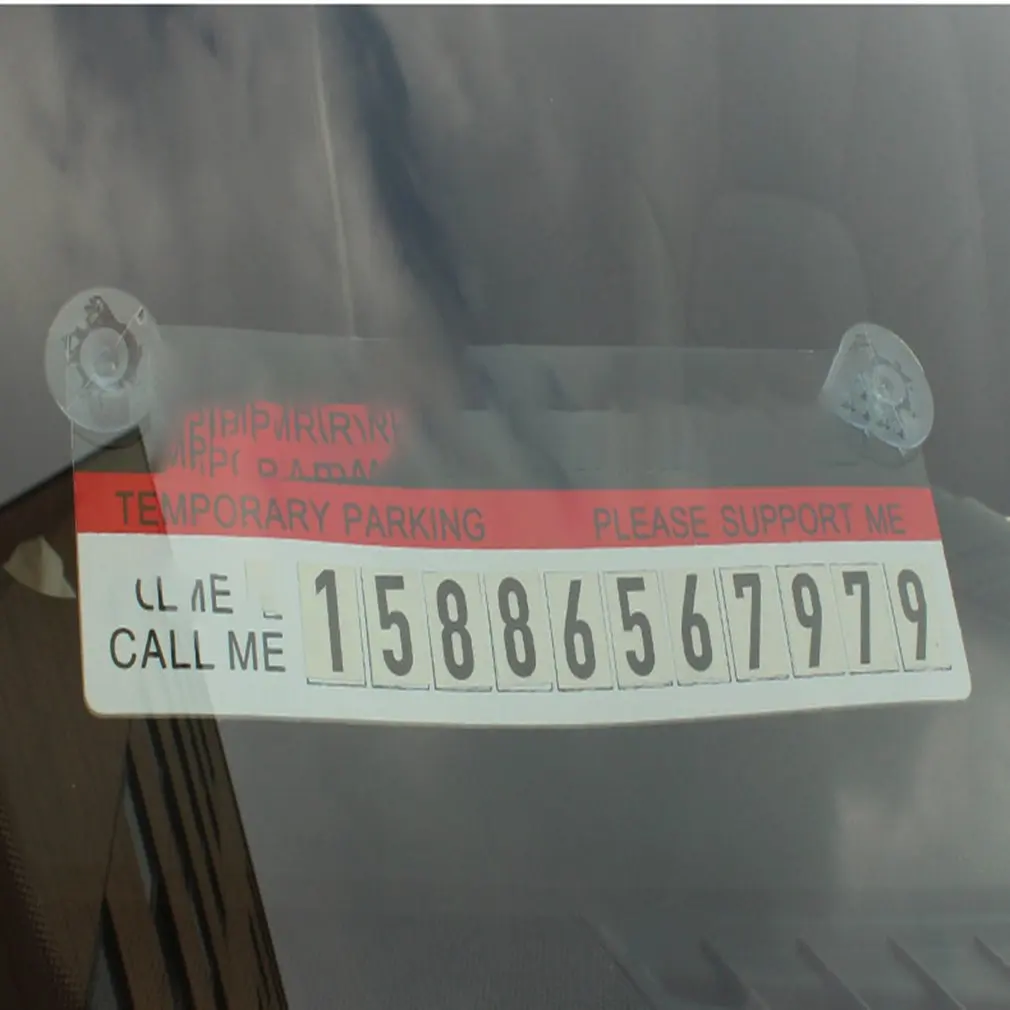 TEMPORARY PARKING PLEASE SUPPORT ME
CALL ME 15886567979